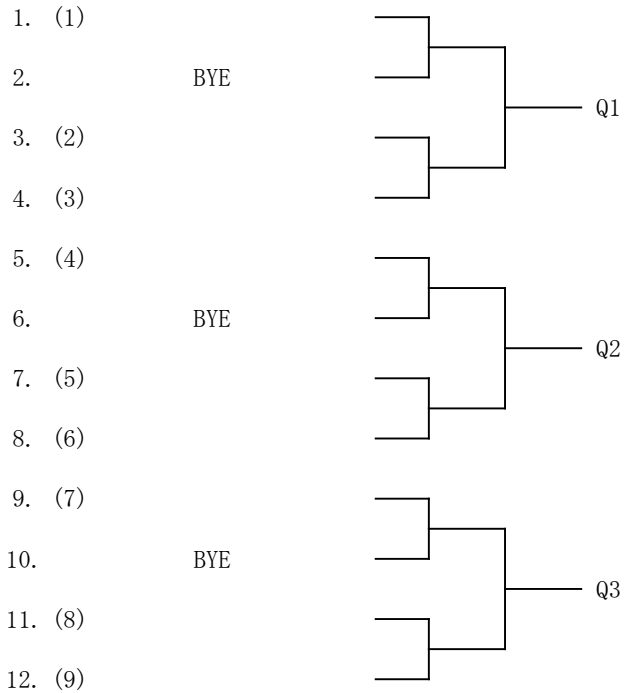 1. (1)
2. BYE
Q1
3. (2)
4. (3)
5. (4)
6. BYE
Q2
7. (5)
8. (6)
9. (7)
10. BYE
Q3
11. (8)
12. (9)